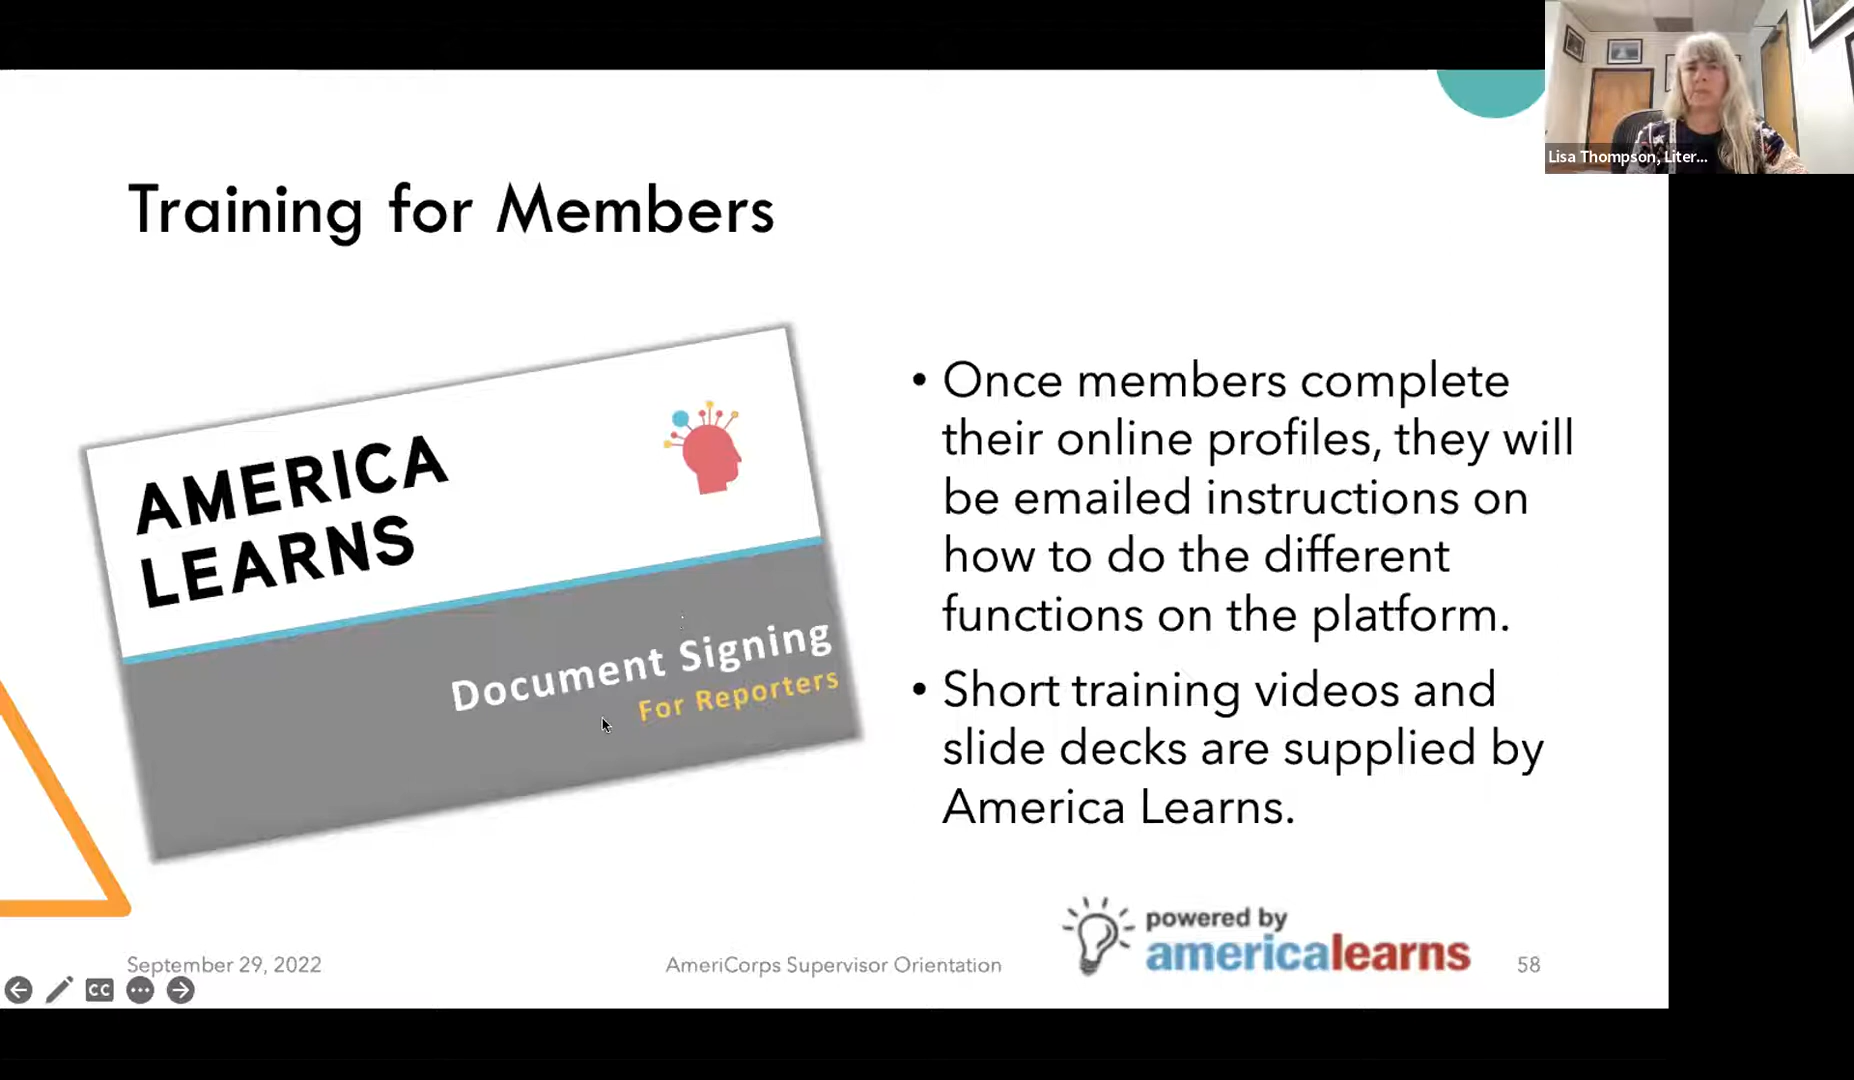 Lisa Thompson, Liter...
Training for Members
AMERICA
LEARNS
Document Signing
For Reporters
• Once members complete
their online profiles, they will
be emailed instructions on
how to do the different
functions on the platform.
• Short training videos and
slide decks are supplied by
America Learns.
powered by
americalearns
September 29, 2022
AmeriCorps Supervisor Orientation
58
CC